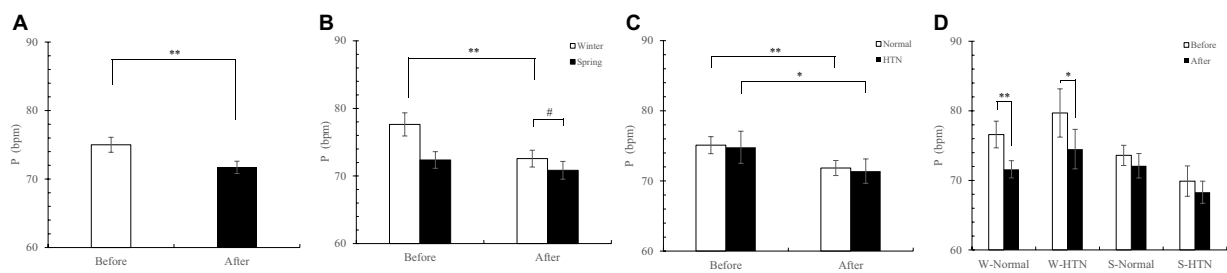 A
90
80
70
60
P (bpm)
**
Before
After
B
90
80
70
60
P (bpm)
**
#
Winter
Spring
Before
After
C
90
80
70
60
P (bpm)
**
*
Normal
HTN
Before
After
D
90
80
70
60
P (bpm)
**
*
Before
After
W-Normal
W-HTN
S-Normal
S-HTN